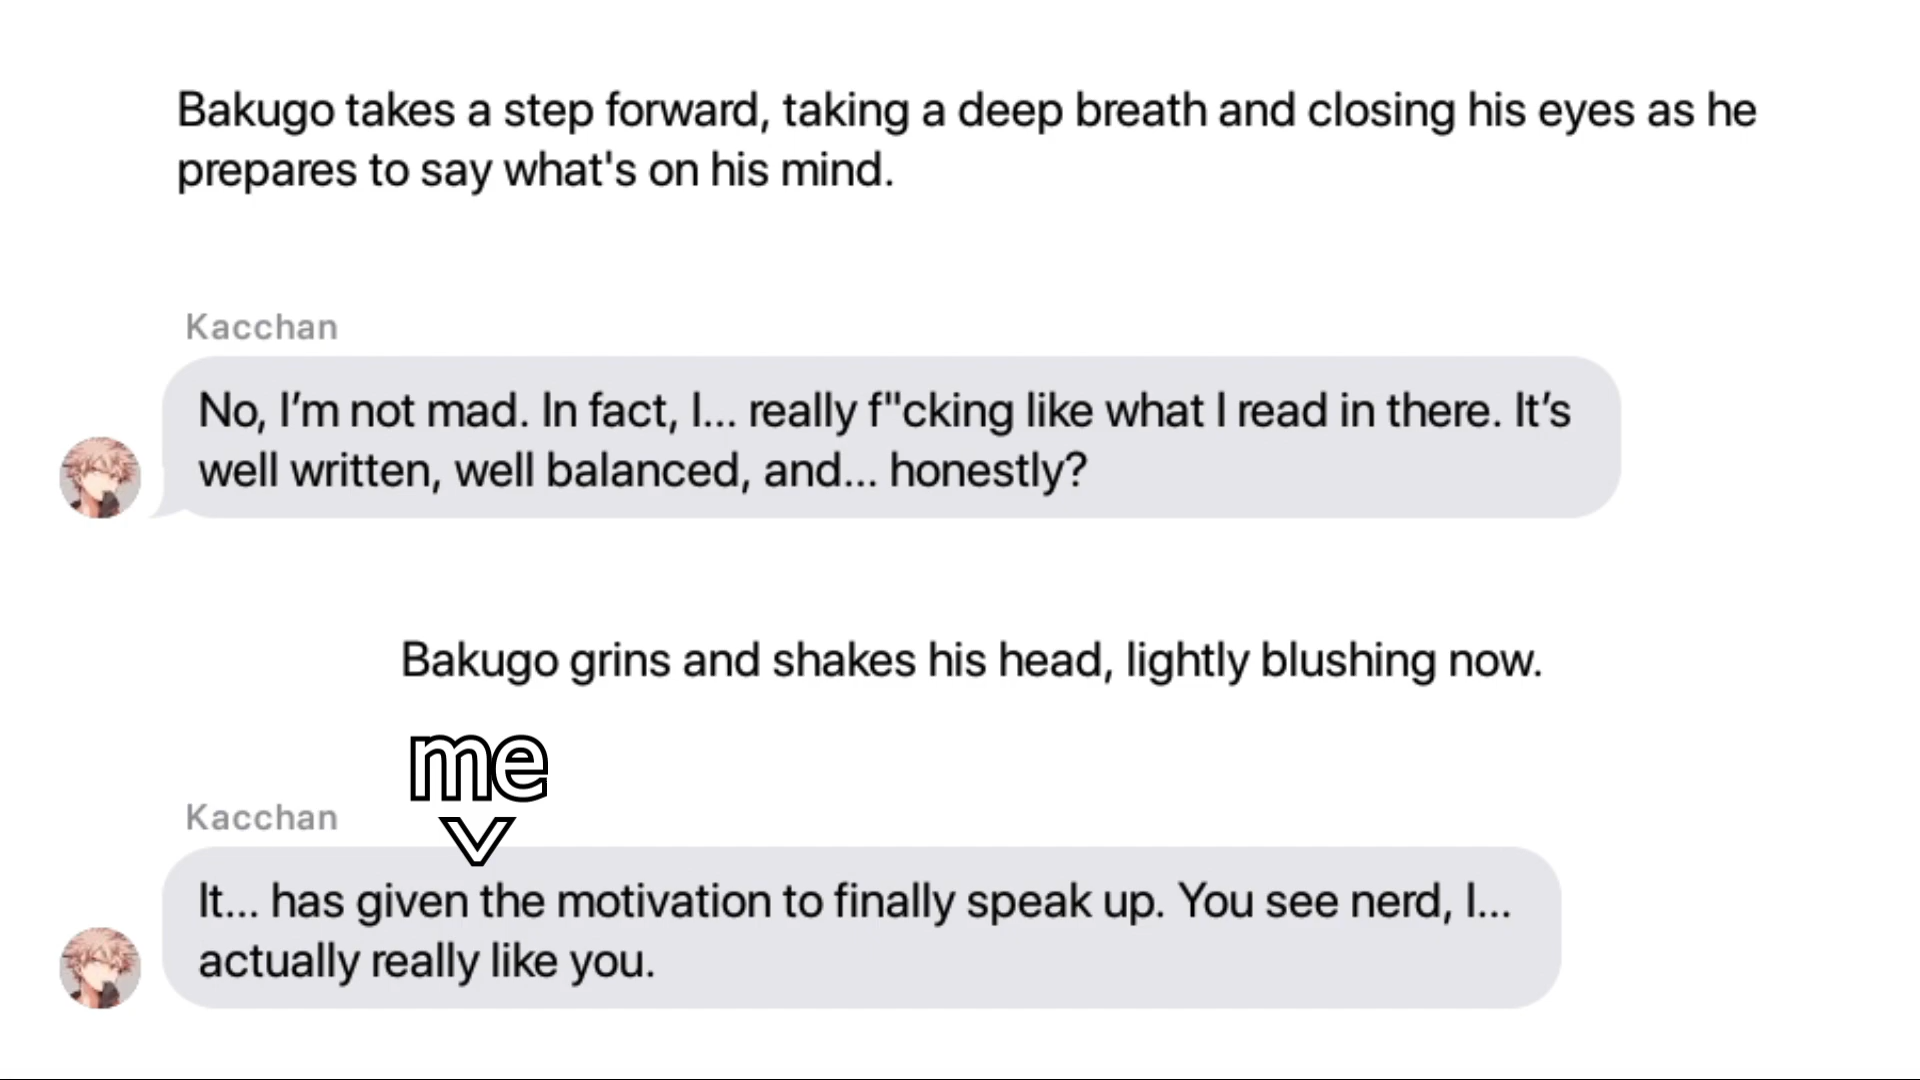 Bakugo takes a step forward, taking a deep breath and closing his eyes as he
prepares to say what's on his mind.
Kacchan
No, I’m not mad. In fact, I... really f"cking like what I read in there. It’s
well written, well balanced, and... honestly?
Bakugo grins and shakes his head, lightly blushing now.
me
v
Kacchan
It... has given the motivation to finally speak up. You see nerd, I...
actually really like you.